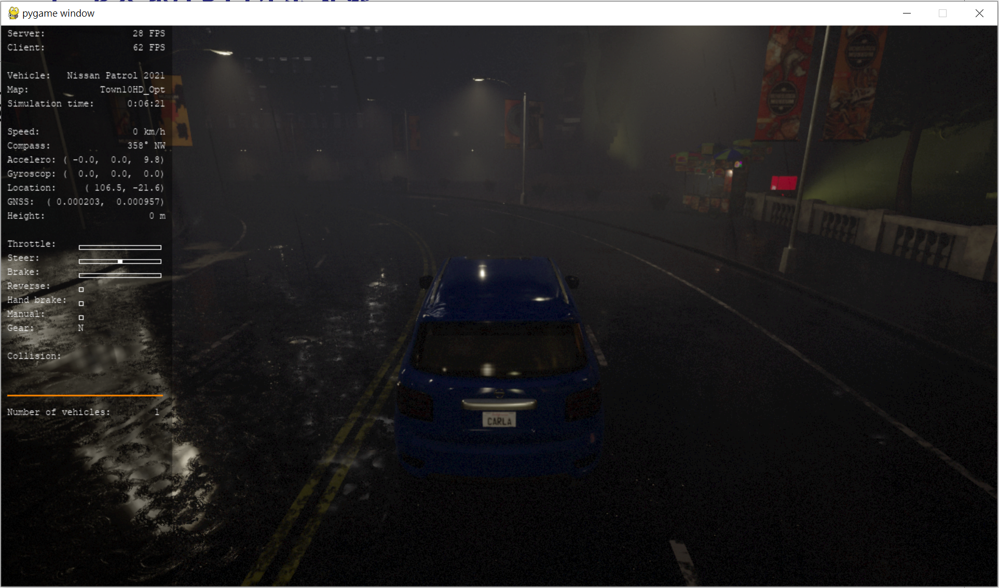 pygame window
Server: 28 FPS
Client: 62 FPS
Vehicle: Nissan Patrol 2021
Map: Town10HD_Opt
Simulation time: 0:06:21
Speed: 0 km/h
Compass: 358° NW
Accelero: ( -0.0, 0.0, 9.8)
Gyroscop: ( 0.0, 0.0, 0.0)
Location: ( 106.5, -21.6)
GNSS: ( 0.000203, 0.000957)
Height: 0 m
Throttle:
Steer:
Brake:
Reverse:
Hand brake:
Manual:
Gear: N
Collision:
Number of vehicles: 1
CARLA